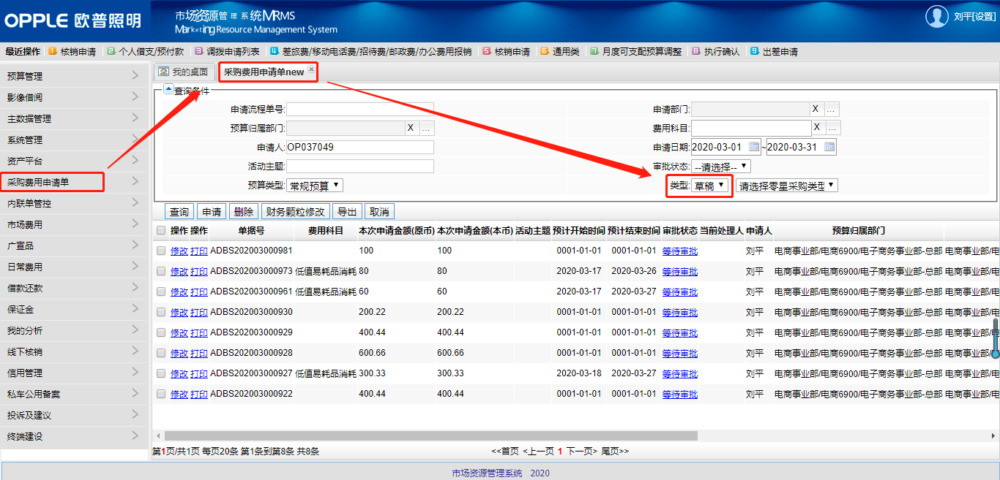 OPPLE 欧普照明
市场资源管理系统MRMS
Marketing Resource Management System
刘平[设置]
最近操作 1 核销申请 2 个人借支/预付款 3 调拨申请列表 4 差旅费/移动电话费/招待费/邮政费/办公费用报销 5 核销申请 6 通用类 7 月度可支配预算调整 8 执行确认 9 出差申请
预算管理
影像借阅
主数据管理
系统管理
资产平台
采购费用申请单
内联单管控
市场费用
广宣品
日常费用
借款还款
保证金
我的分析
线下核销
信用管理
私车公用备案
投诉及建议
终端建设
我的桌面 采购费用申请单new
查询条件
申请流程单号: 申请部门: X ...
预算归属部门: X ... 费用科目: X ...
申请人: OP037049 申请日期: 2020-03-01 ~ 2020-03-31
活动主题: 审批状态: --请选择--
预算类型: 常规预算 类型: 草稿 请选择零星采购类型
查询 申请 删除 财务颗粒修改 导出 取消
操作 操作 单据号 费用科目 本次申请金额(原币) 本次申请金额(本币) 活动主题 预计开始时间 预计结束时间 审批状态 当前处理人 申请人 预算归属部门
修改 打印 ADBS202003000981 100 100 0001-01-01 0001-01-01 等待审批 刘平 电商事业部/电商6900/电子商务事业部-总部 电商事业部/电
修改 打印 ADBS202003000973 低值易耗品消耗 80 80 2020-03-17 2020-03-26 等待审批 刘平 电商事业部/电商6900/电子商务事业部-总部 电商事业部/电
修改 打印 ADBS202003000961 低值易耗品消耗 60 60 2020-03-17 2020-03-27 等待审批 刘平 电商事业部/电商6900/电子商务事业部-总部 电商事业部/电
修改 打印 ADBS202003000930 200.22 200.22 0001-01-01 0001-01-01 等待审批 刘平 电商事业部/电商6900/电子商务事业部-总部 电商事业部/电
修改 打印 ADBS202003000929 400.44 400.44 0001-01-01 0001-01-01 等待审批 刘平 电商事业部/电商6900/电子商务事业部-总部 电商事业部/
修改 打印 ADBS202003000928 600.66 600.66 0001-01-01 0001-01-01 等待审批 刘平 电商事业部/电商6900/电子商务事业部-总部 电商事业部/
修改 打印 ADBS202003000927 低值易耗品消耗 300.33 300.33 2020-03-18 2020-03-27 等待审批 刘平 电商事业部/电商6900/电子商务事业部-总部 电商事业部/电
修改 打印 ADBS202003000922 400.44 400.44 0001-01-01 0001-01-01 等待审批 刘平 电商事业部/电商6900/电子商务事业部-总部 电商事业部/电
第1页/共1页 每页20条 第1条到第8条 共8条 <<首页 <上一页 1 下一页> 尾页>>
市场资源管理系统 2020